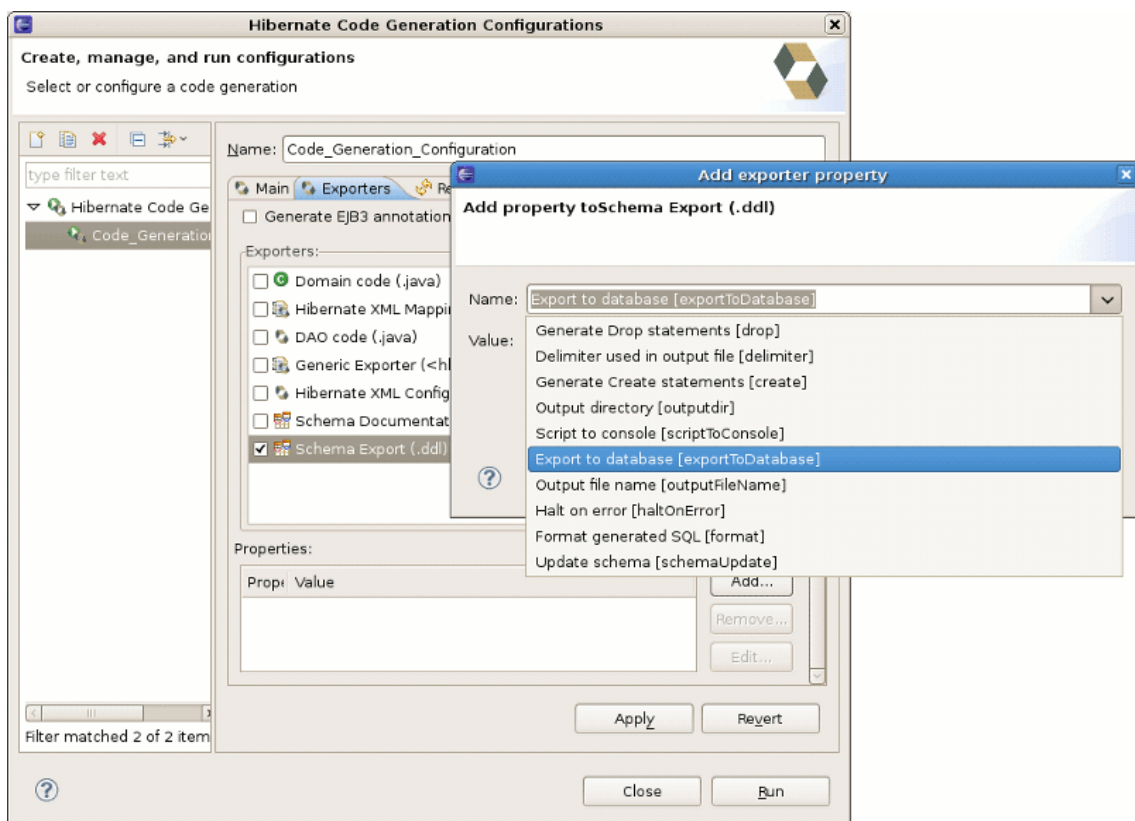 Hibernate Code Generation Configurations
Create, manage, and run configurations
Select or configure a code generation
type filter text
Hibernate Code Ge
Code_Generation
Filter matched 2 of 2 item
Name: Code_Generation_Configuration
Main Exporters Re
Generate EJB3 annotation
Exporters:
Domain code (.java)
Hibernate XML Mappi
DAO code (.java)
Generic Exporter (<hl
Hibernate XML Config
Schema Documentat
Schema Export (.ddl)
Properties:
Prope Value
Add...
Remove...
Edit...
Apply Revert
Close Run
Add exporter property
Add property toSchema Export (.ddl)
Name: Export to database [exportToDatabase]
Value:
Generate Drop statements [drop]
Delimiter used in output file [delimiter]
Generate Create statements [create]
Output directory [outputdir]
Script to console [scriptToConsole]
Export to database [exportToDatabase]
Output file name [outputFileName]
Halt on error [haltOnError]
Format generated SQL [format]
Update schema [schemaUpdate]